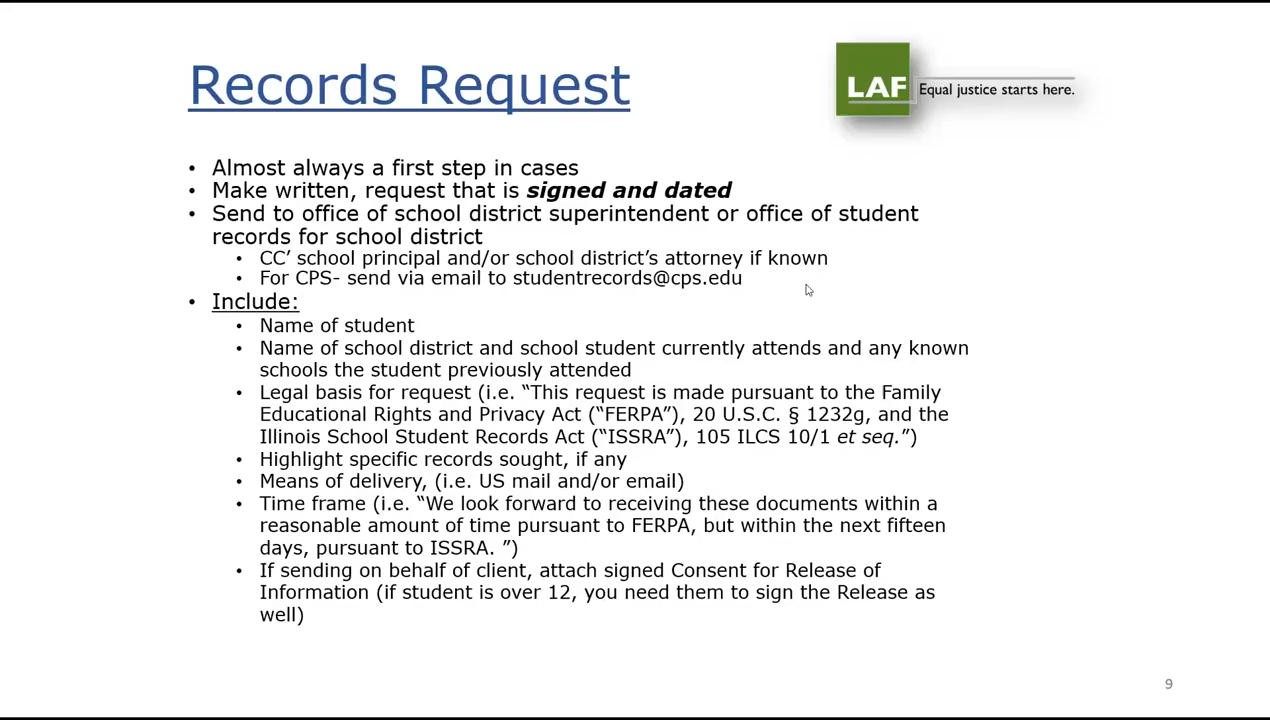 Records Request
LAF
Equal justice starts here.
• Almost always a first step in cases
• Make written, request that is signed and dated
• Send to office of school district superintendent or office of student
records for school district
• CC’ school principal and/or school district’s attorney if known
• For CPS- send via email to studentrecords@cps.edu
• Include:
• Name of student
• Name of school district and school student currently attends and any known
schools the student previously attended
• Legal basis for request (i.e. “This request is made pursuant to the Family
Educational Rights and Privacy Act (“FERPA”), 20 U.S.C. § 1232g, and the
Illinois School Student Records Act (“ISSRA”), 105 ILCS 10/1 et seq.”)
• Highlight specific records sought, if any
• Means of delivery, (i.e. US mail and/or email)
• Time frame (i.e. “We look forward to receiving these documents within a
reasonable amount of time pursuant to FERPA, but within the next fifteen
days, pursuant to ISSRA. ”)
• If sending on behalf of client, attach signed Consent for Release of
Information (if student is over 12, you need them to sign the Release as
well)
9